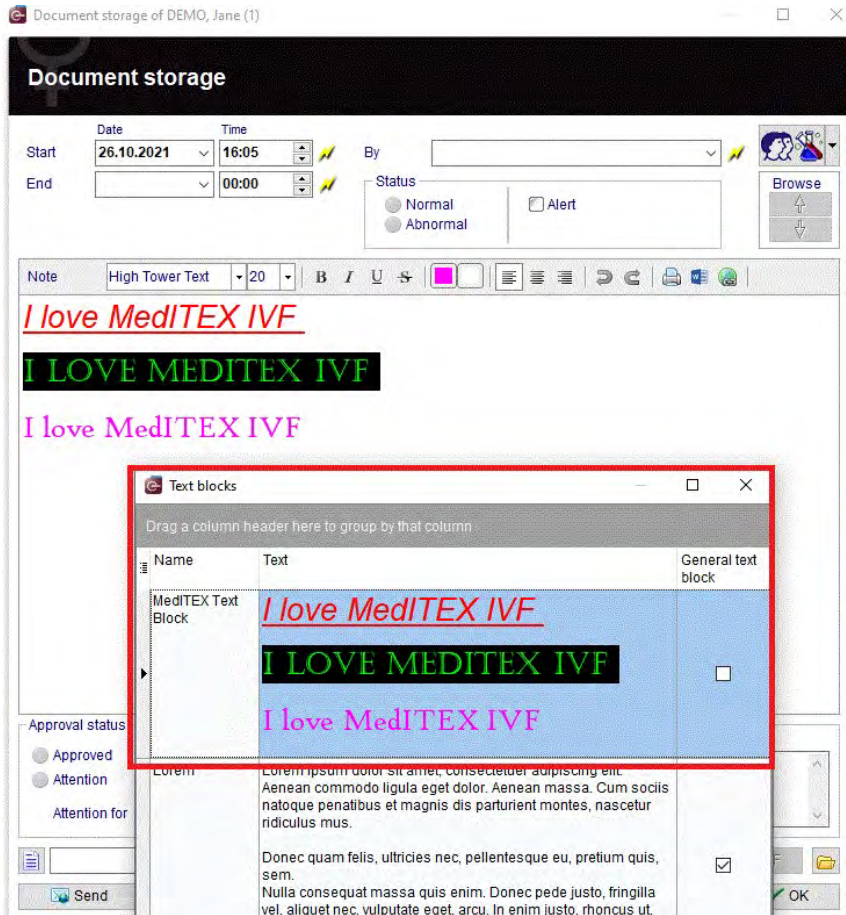 Document storage of DEMO, Jane (1)
Document storage
Date Time
Start 26.10.2021 16:05 By
End 00:00 Status Browse
Normal Alert
Abnormal
Note High Tower Text 20 B I U S
I love MedITEX IVF
I LOVE MEDITEX IVF
I love MedITEX IVF
Text blocks
Drag a column header here to group by that column
Name Text General text
block
MedITEX Text
Block
I love MedITEX IVF
I LOVE MEDITEX IVF
I love MedITEX IVF
Approval status
Approved
Attention
Attention for
Lorem Lorem ipsum dolor sit amet, consectetuer adipiscing elit.
Aenean commodo ligula eget dolor. Aenean massa. Cum sociis
natoque penatibus et magnis dis parturient montes, nascetur
ridiculus mus.
Donec quam felis, ultricies nec, pellentesque eu, pretium quis,
sem.
Nulla consequat massa quis enim. Donec pede justo, fringilla
vel, aliquet nec, vulputate eget, arcu. In enim justo, rhoncus ut,
Send OK